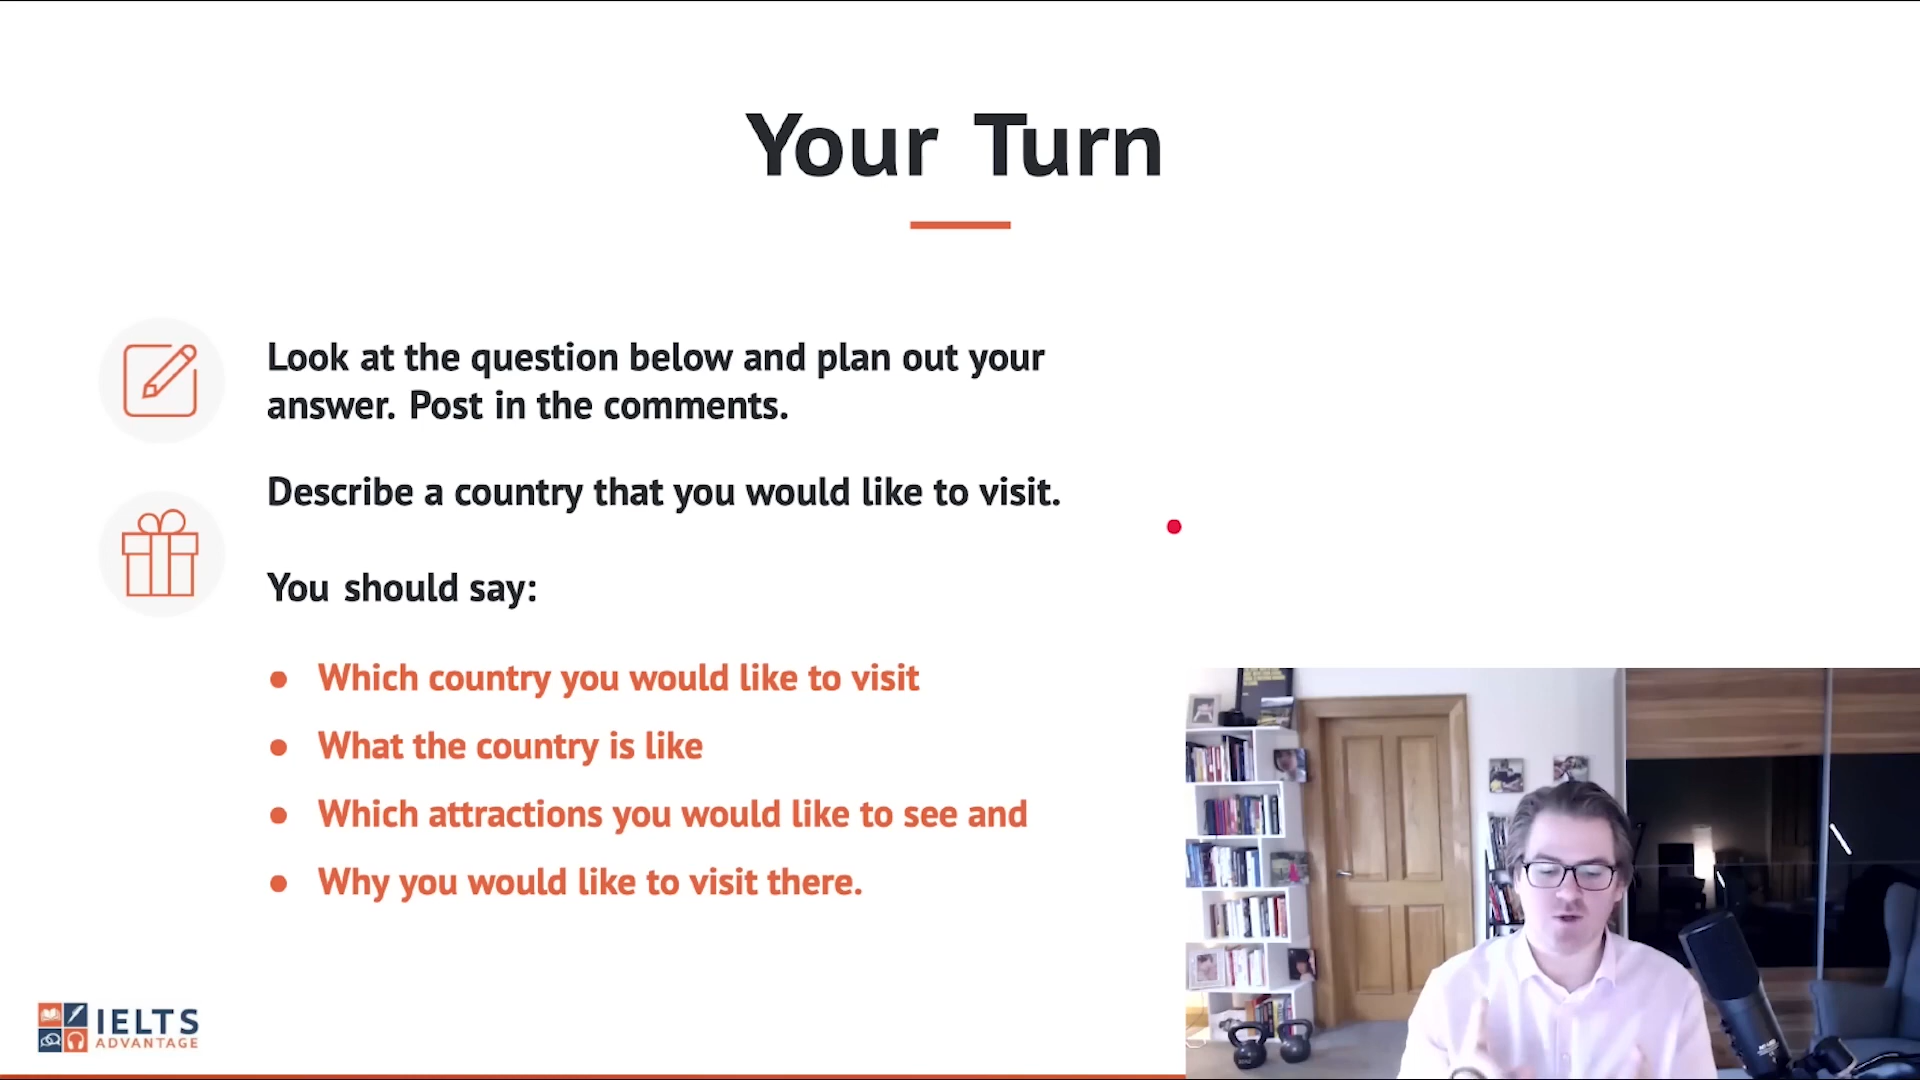 Your Turn
Look at the question below and plan out your
answer. Post in the comments.
Describe a country that you would like to visit.
You should say:
● Which country you would like to visit
● What the country is like
● Which attractions you would like to see and
● Why you would like to visit there.
IELTS
ADVANTAGE